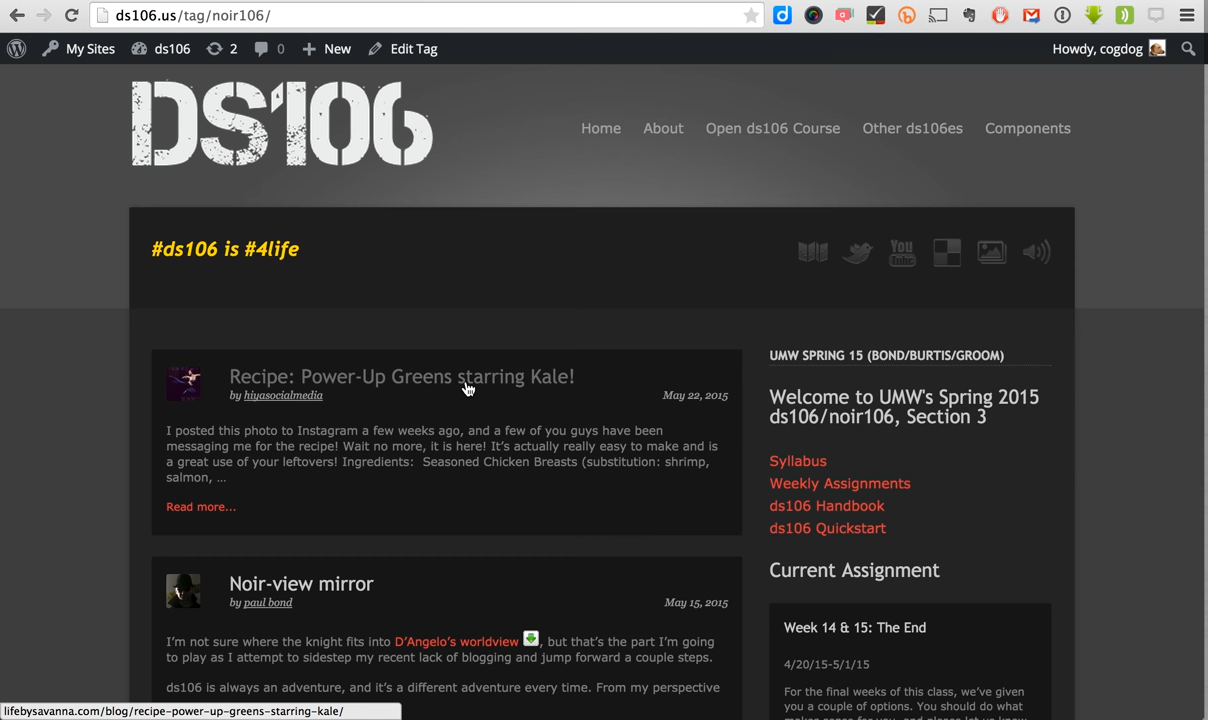 ds106.us/tag/noir106/
My Sites ds106 2 0 New Edit Tag Howdy, cogdog
DS106
Home About Open ds106 Course Other ds106es Components
#ds106 is #4life
You
Tube
Recipe: Power-Up Greens starring Kale!
by hiyasocialmedia May 22, 2015
I posted this photo to Instagram a few weeks ago, and a few of you guys have been
messaging me for the recipe! Wait no more, it is here! It's actually really easy to make and is
a great use of your leftovers! Ingredients:  Seasoned Chicken Breasts (substitution: shrimp,
salmon, …
Read more...
Noir-view mirror
by paul bond May 15, 2015
I'm not sure where the knight fits into D'Angelo's worldview , but that's the part I'm going
to play as I attempt to sidestep my recent lack of blogging and jump forward a couple steps.
ds106 is always an adventure, and it's a different adventure every time. From my perspective
UMW SPRING 15 (BOND/BURTIS/GROOM)
Welcome to UMW's Spring 2015
ds106/noir106, Section 3
Syllabus
Weekly Assignments
ds106 Handbook
ds106 Quickstart
Current Assignment
Week 14 & 15: The End
4/20/15-5/1/15
For the final weeks of this class, we've given
you a couple of options. You should do what
lifebysavanna.com/blog/recipe-power-up-greens-starring-kale/